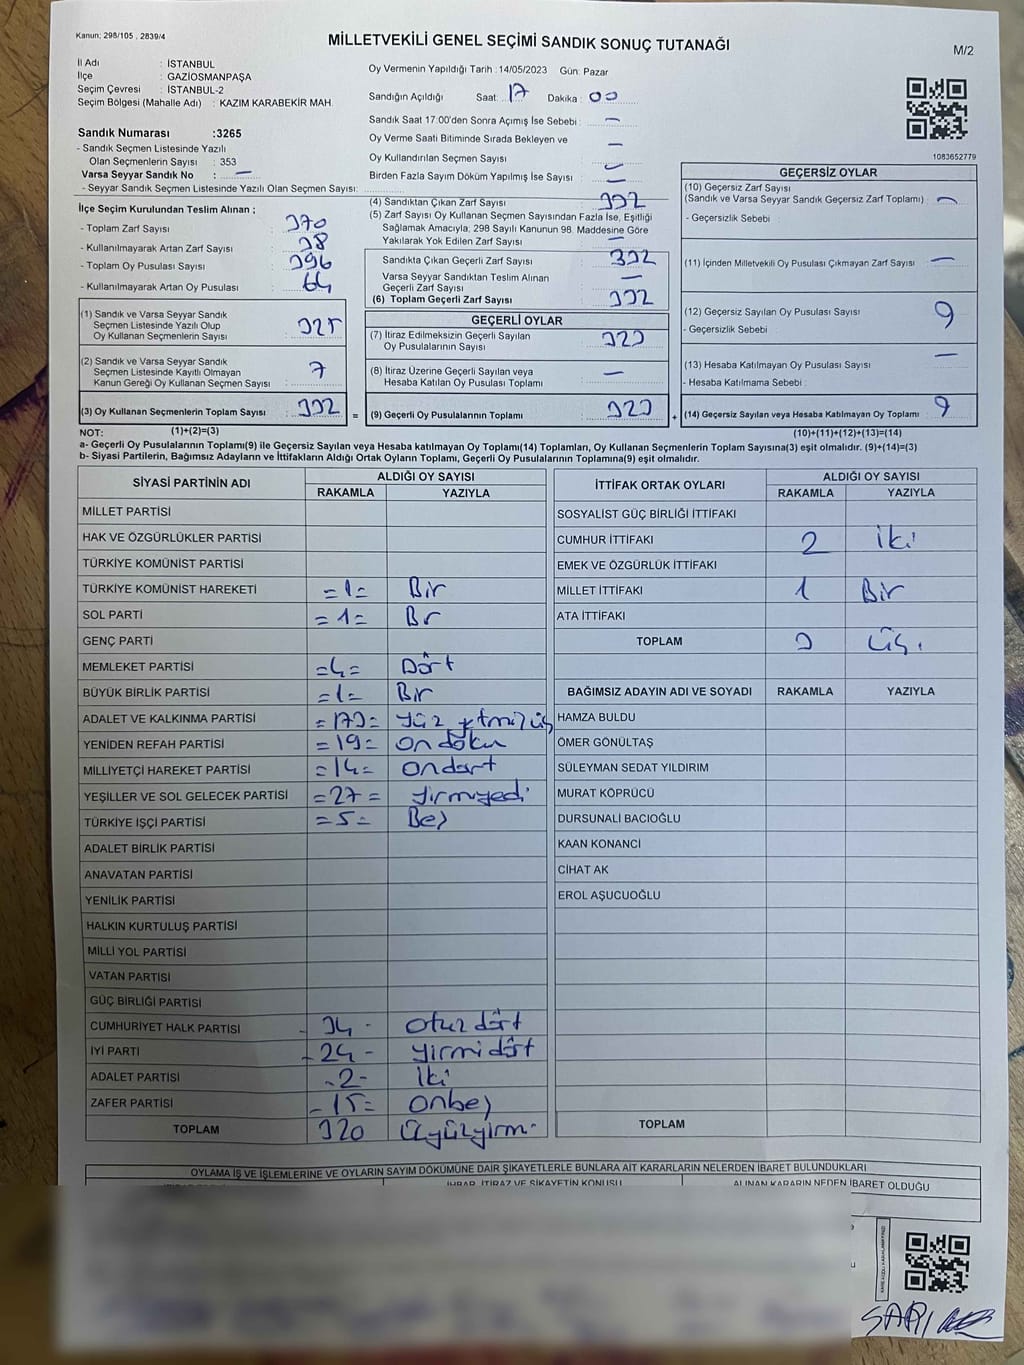 Kanun; 298/105 , 2839/4
MİLLETVEKİLİ GENEL SEÇİMİ SANDIK SONUÇ TUTANAĞI
M/2
İl Adı : İSTANBUL
İlçe : GAZİOSMANPAŞA
Seçim Çevresi : İSTANBUL-2
Seçim Bölgesi (Mahalle Adı) : KAZIM KARABEKİR MAH.
Sandık Numarası :3265
- Sandık Seçmen Listesinde Yazılı
Olan Seçmenlerin Sayısı : 353
Varsa Seyyar Sandık No : —
- Seyyar Sandık Seçmen Listesinde Yazılı Olan Seçmen Sayısı:
Oy Vermenin Yapıldığı Tarih : 14/05/2023 Gün: Pazar
Sandığın Açıldığı Saat: 17 Dakika : 00
Sandık Saat 17.00'den Sonra Açımış İse Sebebi : —
Oy Verme Saati Bitiminde Sırada Bekleyen ve
Oy Kullandırılan Seçmen Sayısı —
Birden Fazla Sayım Döküm Yapılmış İse Sayısı : —
1083652779
İlçe Seçim Kurulundan Teslim Alınan ;
- Toplam Zarf Sayısı : 370
- Kullanılmayarak Artan Zarf Sayısı : 38
- Toplam Oy Pusulası Sayısı : 396
- Kullanılmayarak Artan Oy Pusulası : 64
(4) Sandıktan Çıkan Zarf Sayısı : 332
(5) Zarf Sayısı Oy Kullanan Seçmen Sayısından Fazla İse, Eşitliği
Sağlamak Amacıyla; 298 Sayılı Kanunun 98. Maddesine Göre
Yakılarak Yok Edilen Zarf Sayısı : —
Sandıkta Çıkan Geçerli Zarf Sayısı : 332
Varsa Seyyar Sandıktan Teslim Alınan
Geçerli Zarf Sayısı : —
(6) Toplam Geçerli Zarf Sayısı : 332
GEÇERSİZ OYLAR
(10) Geçersiz Zarf Sayısı
(Sandık ve Varsa Seyyar Sandık Geçersiz Zarf Toplamı) : —
- Geçersizlik Sebebi :
(11) İçinden Milletvekili Oy Pusulası Çıkmayan Zarf Sayısı : —
(12) Geçersiz Sayılan Oy Pusulası Sayısı : 9
- Geçersizlik Sebebi :
(13) Hesaba Katılmayan Oy Pusulası Sayısı : —
- Hesaba Katılmama Sebebi :
(14) Geçersiz Sayılan veya Hesaba Katılmayan Oy Toplamı : 9
(10)+(11)+(12)+(13)=(14)
(1) Sandık ve Varsa Seyyar Sandık
Seçmen Listesinde Yazılı Olup
Oy Kullanan Seçmenlerin Sayısı : 325
(2) Sandık ve Varsa Seyyar Sandık
Seçmen Listesinde Kayıtlı Olmayan
Kanun Gereği Oy Kullanan Seçmen Sayısı : 7
(3) Oy Kullanan Seçmenlerin Toplam Sayısı : 332 =
(1)+(2)=(3)
GEÇERLİ OYLAR
(7) İtiraz Edilmeksizin Geçerli Sayılan
Oy Pusulalarının Sayısı : 323
(8) İtiraz Üzerine Geçerli Sayılan veya
Hesaba Katılan Oy Pusulası Toplamı : —
(9) Geçerli Oy Pusulalarının Toplamı : 323 +
NOT:
a- Geçerli Oy Pusulalarının Toplamı(9) ile Geçersiz Sayılan veya Hesaba katılmayan Oy Toplamı(14) Toplamları, Oy Kullanan Seçmenlerin Toplam Sayısına(3) eşit olmalıdır. (9)+(14)=(3)
b- Siyasi Partilerin, Bağımsız Adayların ve İttifakların Aldığı Ortak Oyların Toplamı, Geçerli Oy Pusulalarının Toplamına(9) eşit olmalıdır.
SİYASİ PARTİNİN ADI ALDIĞI OY SAYISI
RAKAMLA YAZIYLA
MİLLET PARTİSİ
HAK VE ÖZGÜRLÜKLER PARTİSİ
TÜRKİYE KOMÜNİST PARTİSİ
TÜRKİYE KOMÜNİST HAREKETİ =1= Bir
SOL PARTİ =1= Br
GENÇ PARTİ
MEMLEKET PARTİSİ =4= Dört
BÜYÜK BİRLİK PARTİSİ =1= Bir
ADALET VE KALKINMA PARTİSİ =173= Yüz yetmiş üç
YENİDEN REFAH PARTİSİ =19= on doku
MİLLİYETÇİ HAREKET PARTİSİ =14= ondört
YEŞİLLER VE SOL GELECEK PARTİSİ =27= yirmiyedi
TÜRKİYE İŞÇİ PARTİSİ =5= Beş
ADALET BİRLİK PARTİSİ
ANAVATAN PARTİSİ
YENİLİK PARTİSİ
HALKIN KURTULUŞ PARTİSİ
MİLLİ YOL PARTİSİ
VATAN PARTİSİ
GÜÇ BİRLİĞİ PARTİSİ
CUMHURİYET HALK PARTİSİ - 34 - otuz dört
İYİ PARTİ - 24 - yirmi dört
ADALET PARTİSİ -2- İki
ZAFER PARTİSİ -15= onbeş
TOPLAM 320 Üçyüzyirm
İTTİFAK ORTAK OYLARI ALDIĞI OY SAYISI
RAKAMLA YAZIYLA
SOSYALİST GÜÇ BİRLİĞİ İTTİFAKI
CUMHUR İTTİFAKI 2 iki
EMEK VE ÖZGÜRLÜK İTTİFAKI
MİLLET İTTİFAKI 1 Bir
ATA İTTİFAKI
TOPLAM 3 üç
BAĞIMSIZ ADAYIN ADI VE SOYADI RAKAMLA YAZIYLA
HAMZA BULDU
ÖMER GÖNÜLTAŞ
SÜLEYMAN SEDAT YILDIRIM
MURAT KÖPRÜCÜ
DURSUNALİ BACIOĞLU
KAAN KONANCİ
CİHAT AK
EROL AŞUCUOĞLU
TOPLAM
OYLAMA İŞ VE İŞLEMLERİNE VE OYLARIN SAYIM DÖKÜMÜNE DAİR ŞİKAYETLERLE BUNLARA AİT KARARLARIN NELERDEN İBARET BULUNDUKLARI
İHBAR, İTİRAZ VE ŞİKAYETİN KONUSU ALINAN KARARIN NEDEN İBARET OLDUĞU
SARI